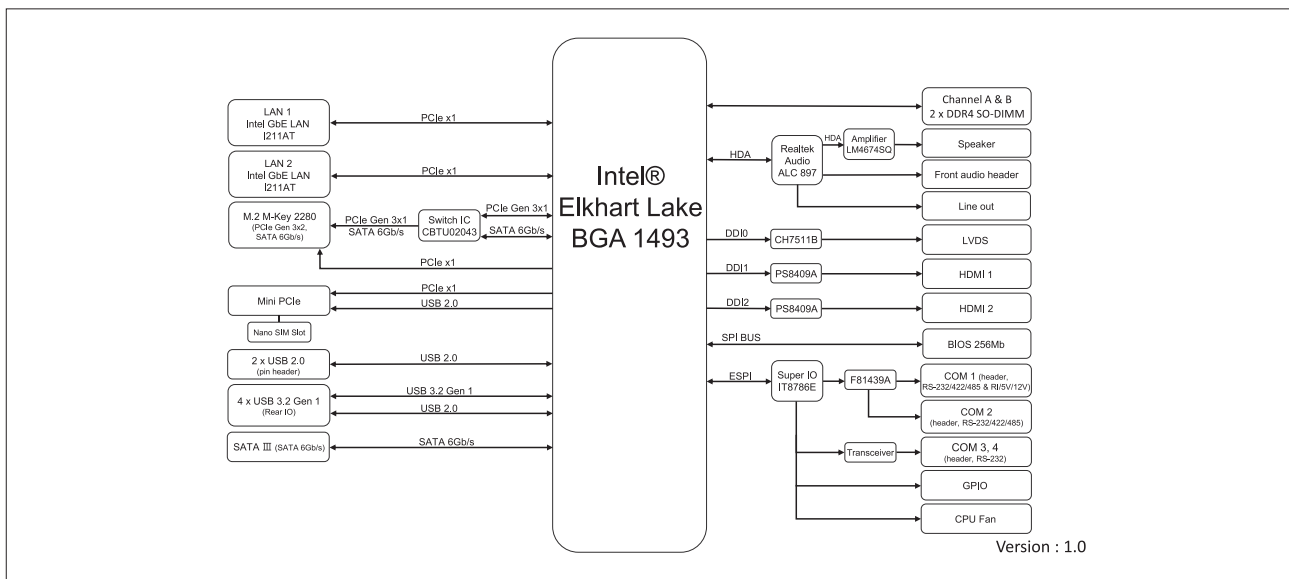 LAN 1
Intel GbE LAN
I211AT
PCIe x1
LAN 2
Intel GbE LAN
I211AT
PCIe x1
M.2 M-Key 2280
(PCIe Gen 3x2,
SATA 6Gb/s)
PCIe Gen 3x1
SATA 6Gb/s
Switch IC
CBTU02043
PCIe Gen 3x1
SATA 6Gb/s
PCIe x1
Mini PCIe
PCIe x1
USB 2.0
Nano SIM Slot
2 x USB 2.0
(pin header)
USB 2.0
4 x USB 3.2 Gen 1
(Rear IO)
USB 3.2 Gen 1
USB 2.0
SATA III (SATA 6Gb/s)
SATA 6Gb/s
Intel®
Elkhart Lake
BGA 1493
Channel A & B
2 x DDR4 SO-DIMM
HDA
Realtek
Audio
ALC 897
HDA
Amplifier
LM4674SQ
Speaker
Front audio header
Line out
DDI0
CH7511B
LVDS
DDI1
PS8409A
HDMI 1
DDI2
PS8409A
HDMI 2
SPI BUS
BIOS 256Mb
ESPI
Super IO
IT8786E
F81439A
COM 1 (header,
RS-232/422/485 & RI/5V/12V)
COM 2
(header, RS-232/422/485)
Transceiver
COM 3, 4
(header, RS-232)
GPIO
CPU Fan
Version : 1.0